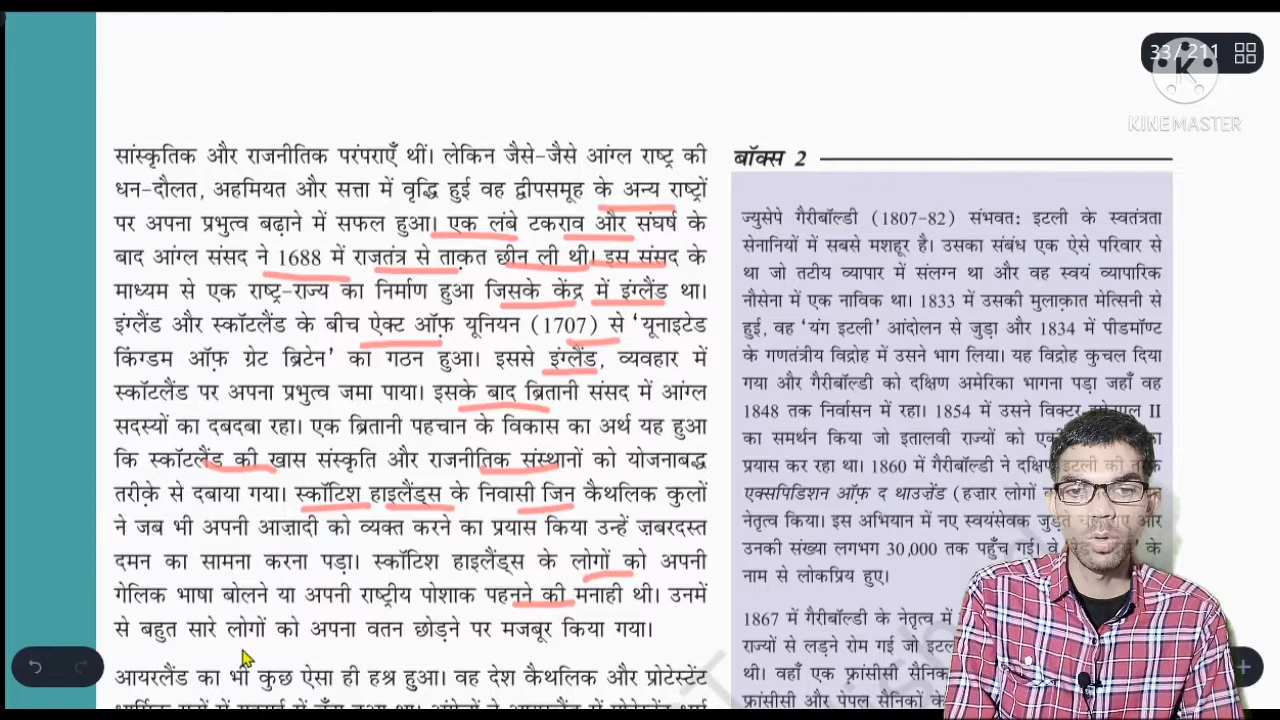 33 / 211
K
KINEMASTER
सांस्कृतिक और राजनीतिक परंपराएँ थीं। लेकिन जैसे-जैसे आंग्ल राष्ट्र की
धन-दौलत, अहमियत और सत्ता में वृद्धि हुई वह द्वीपसमूह के अन्य राष्ट्रों
पर अपना प्रभुत्व बढ़ाने में सफल हुआ। एक लंबे टकराव और संघर्ष के
बाद आंग्ल संसद ने 1688 में राजतंत्र से ताक़त छीन ली थी। इस संसद के
माध्यम से एक राष्ट्र-राज्य का निर्माण हुआ जिसके केंद्र में इंग्लैंड था।
इंग्लैंड और स्कॉटलैंड के बीच ऐक्ट ऑफ़ यूनियन (1707) से ‘यूनाइटेड
किंगडम ऑफ़ ग्रेट ब्रिटेन’ का गठन हुआ। इससे इंग्लैंड, व्यवहार में
स्कॉटलैंड पर अपना प्रभुत्व जमा पाया। इसके बाद ब्रितानी संसद में आंग्ल
सदस्यों का दबदबा रहा। एक ब्रितानी पहचान के विकास का अर्थ यह हुआ
कि स्कॉटलैंड की खास संस्कृति और राजनीतिक संस्थानों को योजनाबद्ध
तरीक़े से दबाया गया। स्कॉटिश हाइलैंड्स के निवासी जिन कैथलिक कुलों
ने जब भी अपनी आज़ादी को व्यक्त करने का प्रयास किया उन्हें ज़बरदस्त
दमन का सामना करना पड़ा। स्कॉटिश हाइलैंड्स के लोगों को अपनी
गेलिक भाषा बोलने या अपनी राष्ट्रीय पोशाक पहनने की मनाही थी। उनमें
से बहुत सारे लोगों को अपना वतन छोड़ने पर मजबूर किया गया।
आयरलैंड का भी कुछ ऐसा ही हश्र हुआ। वह देश कैथलिक और प्रोटेस्टेंट
बॉक्स 2
ज्युसेपे गैरीबॉल्डी (1807-82) संभवत: इटली के स्वतंत्रता
सेनानियों में सबसे मशहूर है। उसका संबंध एक ऐसे परिवार से
था जो तटीय व्यापार में संलग्न था और वह स्वयं व्यापारिक
नौसेना में एक नाविक था। 1833 में उसकी मुलाक़ात मेत्सिनी से
हुई, वह ‘यंग इटली’ आंदोलन से जुड़ा और 1834 में पीडमॉण्ट
के गणतंत्रीय विद्रोह में उसने भाग लिया। यह विद्रोह कुचल दिया
गया और गैरीबॉल्डी को दक्षिण अमेरिका भागना पड़ा जहाँ वह
1848 तक निर्वासन में रहा। 1854 में उसने विक्टर II
का समर्थन किया जो इतालवी राज्यों को
प्रयास कर रहा था। 1860 में गैरीबॉल्डी ने दक्षिण इटली की
एक्सपिडिशन ऑफ़ द थाउज़ेंड (हज़ार लोगों
नेतृत्व किया। इस अभियान में नए स्वयंसेवक जुड़ते गए और
उनकी संख्या लगभग 30,000 तक पहुँच गई। के
नाम से लोकप्रिय हुए।
1867 में गैरीबॉल्डी के नेतृत्व में
राज्यों से लड़ने रोम गई जो
थी। वहाँ एक फ्रांसीसी
फ्रांसीसी और पेपल सैनिकों के